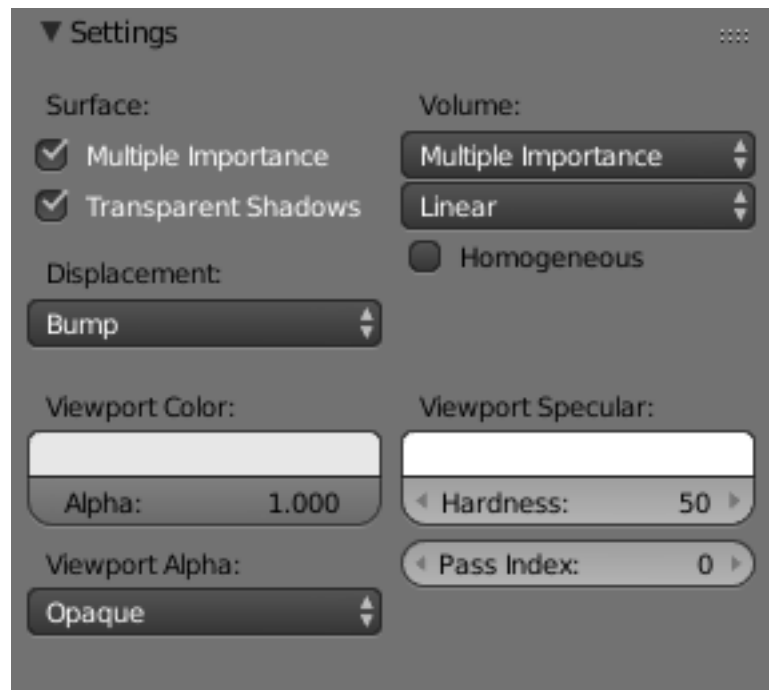 Settings
Surface:
Multiple Importance
Transparent Shadows
Displacement:
Bump
Volume:
Multiple Importance
Linear
Homogeneous
Viewport Color:
Alpha: 1.000
Viewport Alpha:
Opaque
Viewport Specular:
Hardness: 50
Pass Index: 0